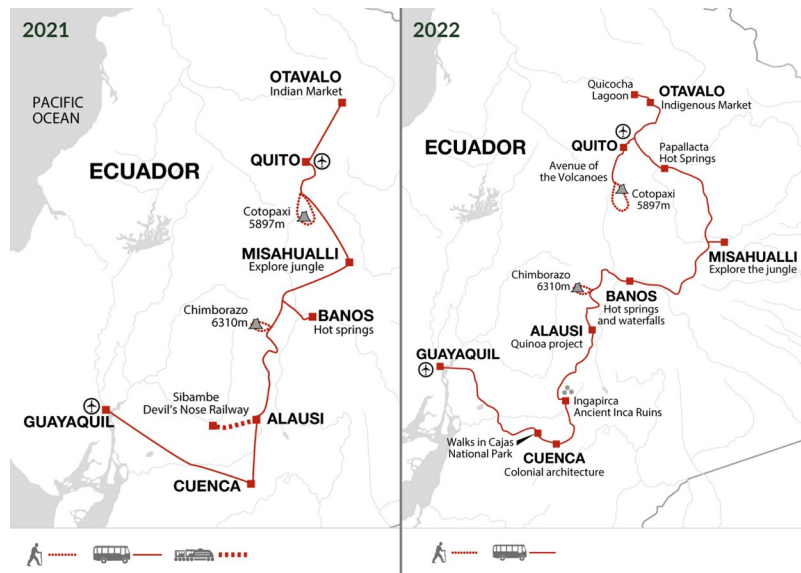 2021
OTAVALO
Indian Market
PACIFIC
OCEAN
QUITO
ECUADOR
Cotopaxi
5897m
MISAHUALLI
Explore jungle
Chimborazo
6310m
BANOS
Hot springs
Sibambe
Devil's Nose Railway
GUAYAQUIL
ALAUSI
CUENCA
2022
Quicocha
Lagoon
OTAVALO
Indigenous Market
QUITO
ECUADOR
Papallacta
Hot Springs
Avenue of
the Volcanoes
Cotopaxi
5897m
MISAHUALLI
Explore the jungle
Chimborazo
6310m
BANOS
Hot springs
and waterfalls
ALAUSI
Quinoa project
GUAYAQUIL
Ingapirca
Ancient Inca Ruins
Walks in Cajas
National Park
CUENCA
Colonial architecture